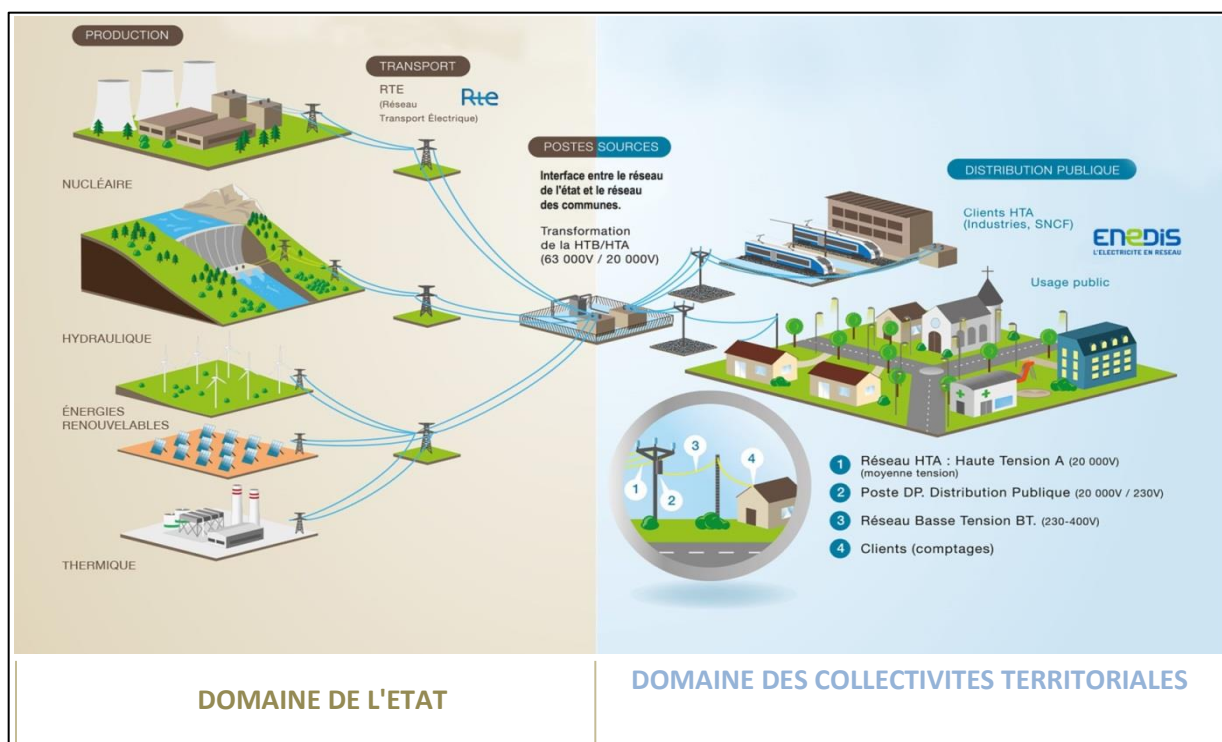 PRODUCTION
TRANSPORT
RTE
(Réseau
Transport Électrique)
Rte
NUCLÉAIRE
HYDRAULIQUE
ÉNERGIES
RENOUVELABLES
THERMIQUE
POSTES SOURCES
Interface entre le réseau
de l'état et le réseau
des communes.
Transformation
de la HTB/HTA
(63 000V / 20 000V)
DISTRIBUTION PUBLIQUE
Clients HTA
(Industries, SNCF)
ENEDIS
L'ELECTRICITE EN RESEAU
Usage public
1
2
3
4
1 Réseau HTA : Haute Tension A (20 000V)
(moyenne tension)
2 Poste DP. Distribution Publique (20 000V / 230V)
3 Réseau Basse Tension BT. (230-400V)
4 Clients (comptages)
DOMAINE DE L'ETAT
DOMAINE DES COLLECTIVITES TERRITORIALES